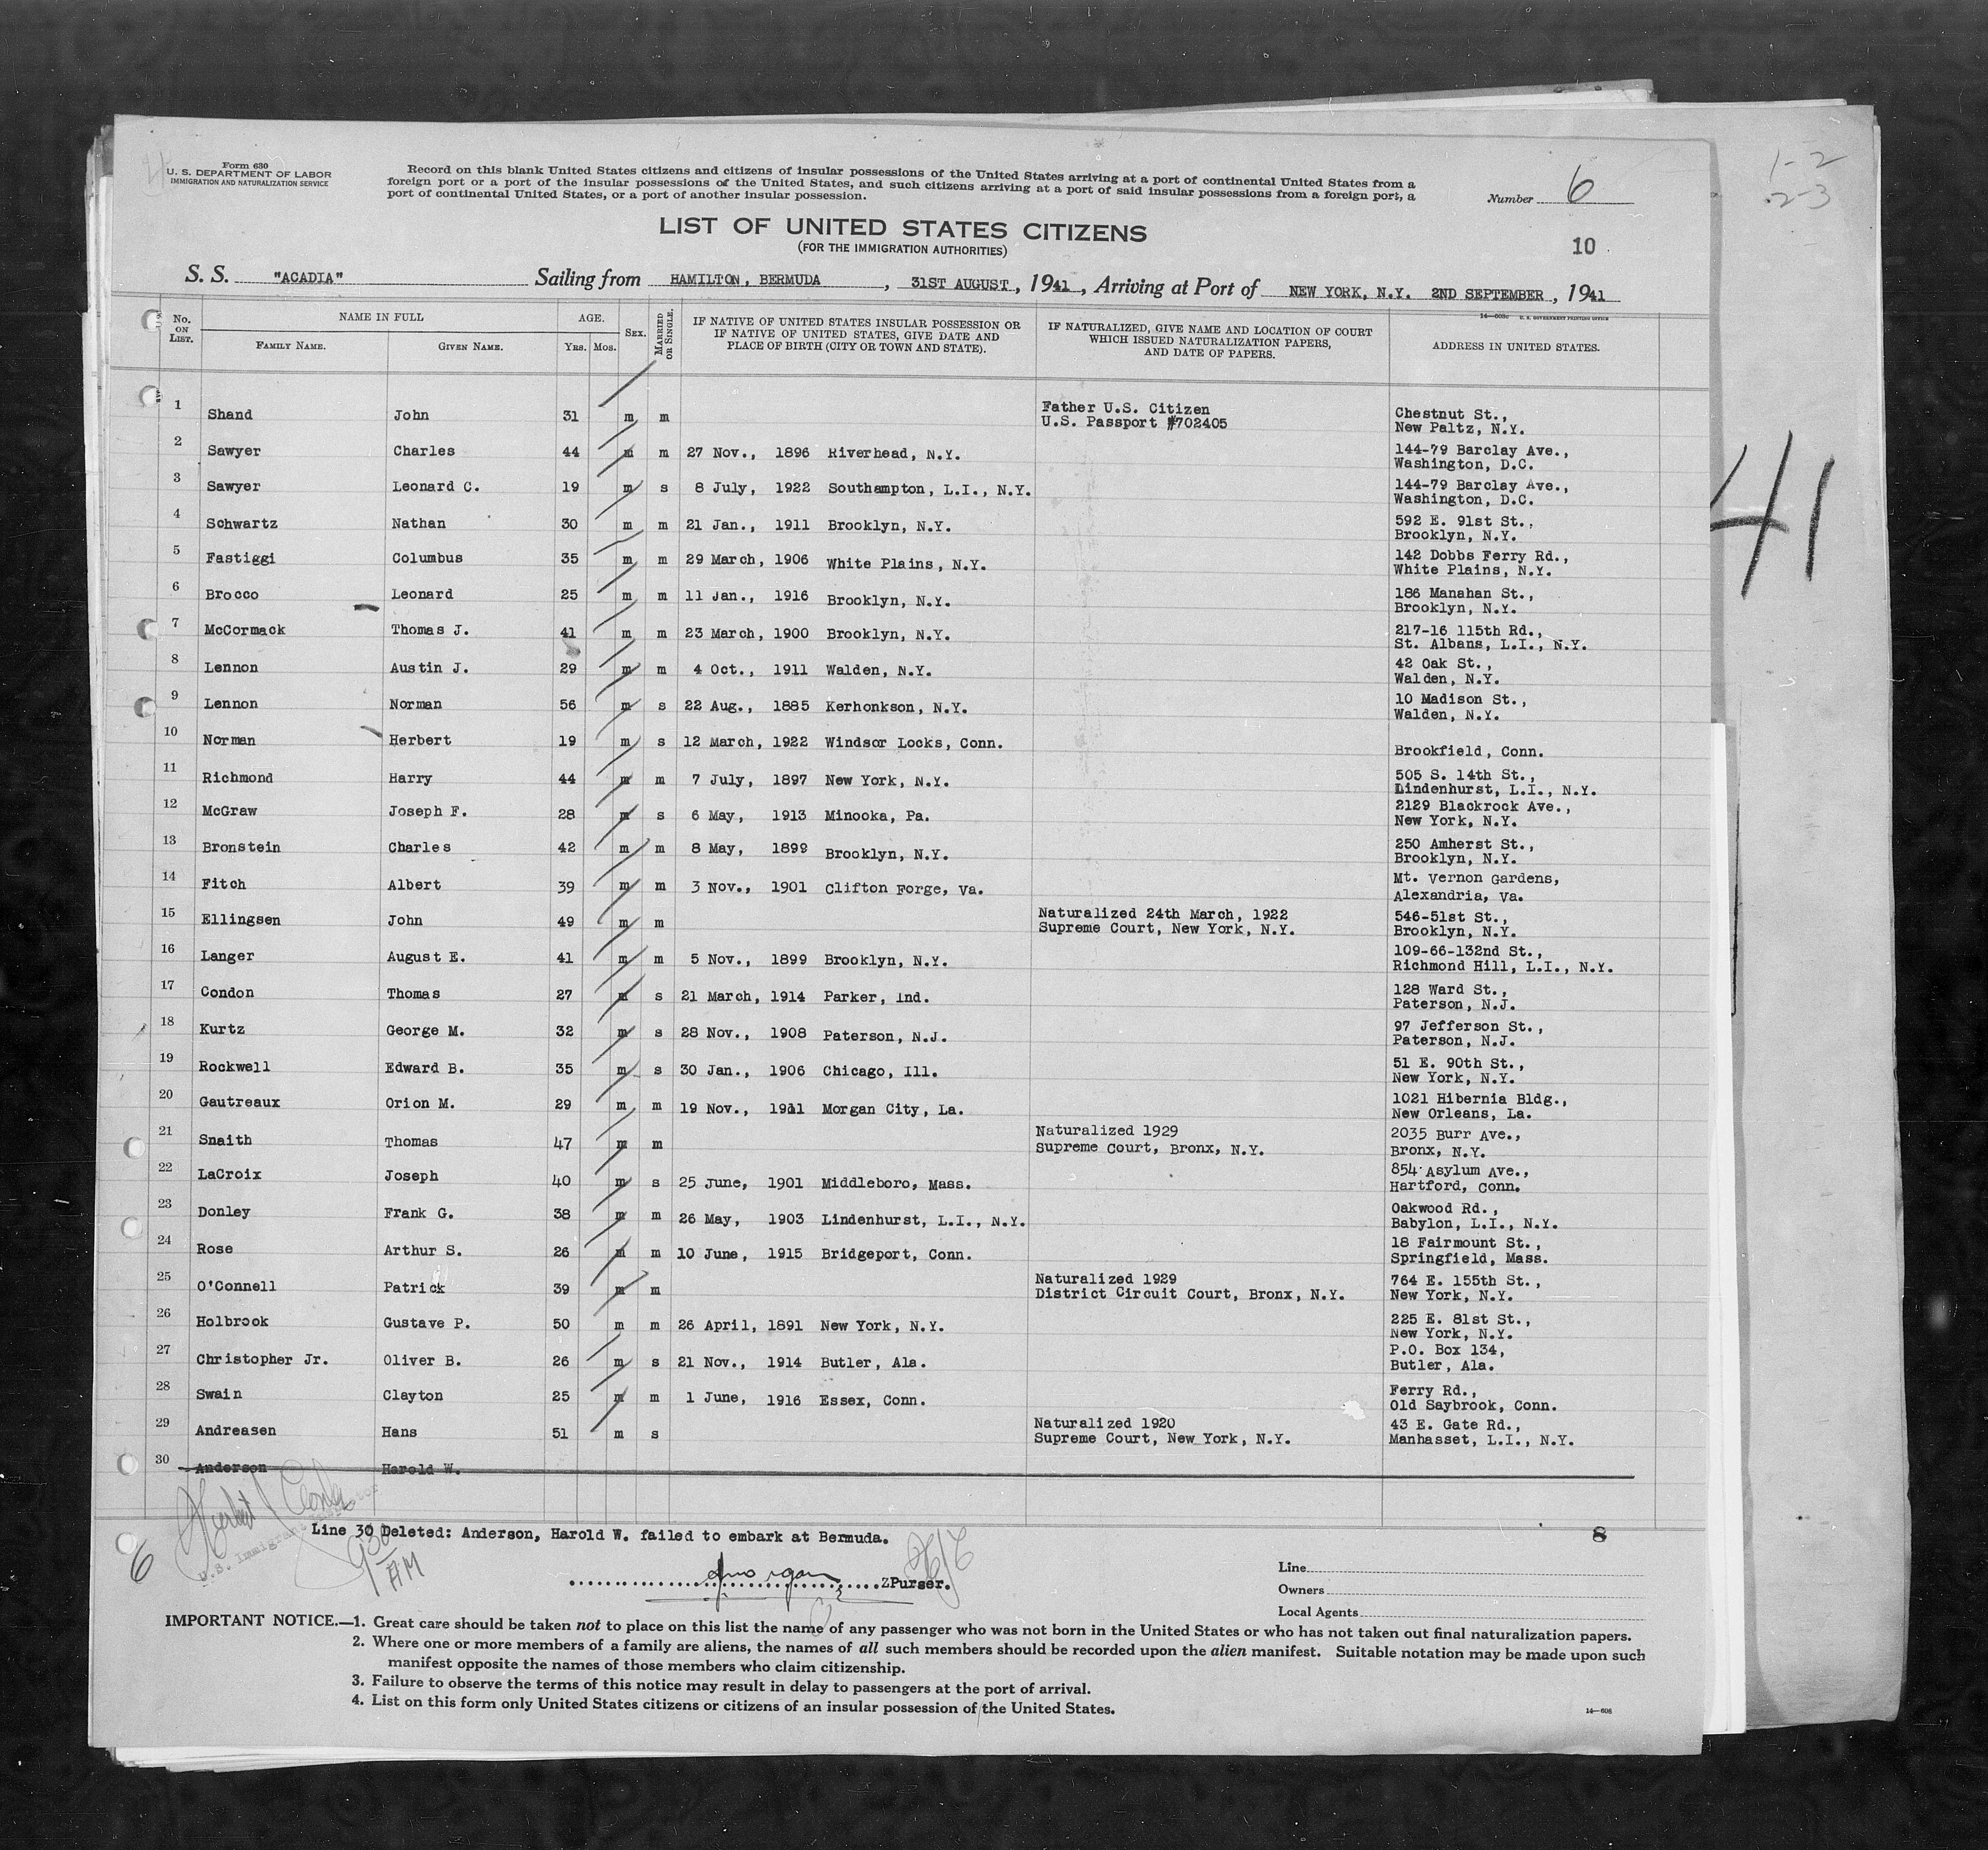 Form 630
U. S. DEPARTMENT OF LABOR
IMMIGRATION AND NATURALIZATION SERVICE
Record on this blank United States citizens and citizens of insular possessions of the United States arriving at a port of continental United States from a
foreign port or a port of the insular possessions of the United States, and such citizens arriving at a port of said insular possessions from a foreign port, a
port of continental United States, or a port of another insular possession.
Number 6
1-2
2-3
LIST OF UNITED STATES CITIZENS
(FOR THE IMMIGRATION AUTHORITIES)
10
S. S. "ACADIA" Sailing from HAMILTON, BERMUDA, 31ST AUGUST, 1941, Arriving at Port of NEW YORK, N.Y. 2ND SEPTEMBER, 1941
No. ON LIST. NAME IN FULL FAMILY NAME. GIVEN NAME. AGE. YRS. MOS. SEX. MARRIED OR SINGLE. IF NATIVE OF UNITED STATES INSULAR POSSESSION OR IF NATIVE OF UNITED STATES, GIVE DATE AND PLACE OF BIRTH (CITY OR TOWN AND STATE). IF NATURALIZED, GIVE NAME AND LOCATION OF COURT WHICH ISSUED NATURALIZATION PAPERS, AND DATE OF PAPERS. ADDRESS IN UNITED STATES.
1 Shand John 31 m m Father U.S. Citizen U.S. Passport #702405 Chestnut St., New Paltz, N.Y.
2 Sawyer Charles 44 m m 27 Nov., 1896 Riverhead, N.Y. 144-79 Barclay Ave., Washington, D.C.
3 Sawyer Leonard C. 19 m s 8 July, 1922 Southampton, L.I., N.Y. 144-79 Barclay Ave., Washington, D.C.
4 Schwartz Nathan 30 m m 21 Jan., 1911 Brooklyn, N.Y. 592 E. 91st St., Brooklyn, N.Y.
5 Fastiggi Columbus 35 m m 29 March, 1906 White Plains, N.Y. 142 Dobbs Ferry Rd., White Plains, N.Y.
6 Brocco Leonard 25 m m 11 Jan., 1916 Brooklyn, N.Y. 186 Manahan St., Brooklyn, N.Y.
7 McCormack Thomas J. 41 m m 23 March, 1900 Brooklyn, N.Y. 217-16 115th Rd., St. Albans, L.I., N.Y.
8 Lennon Austin J. 29 m m 4 Oct., 1911 Walden, N.Y. 42 Oak St., Walden, N.Y.
9 Lennon Norman 56 m s 22 Aug., 1885 Kerhonkson, N.Y. 10 Madison St., Walden, N.Y.
10 Norman Herbert 19 m s 12 March, 1922 Windsor Locks, Conn. Brookfield, Conn.
11 Richmond Harry 44 m m 7 July, 1897 New York, N.Y. 505 S. 14th St., Lindenhurst, L.I., N.Y.
12 McGraw Joseph F. 28 m s 6 May, 1913 Minooka, Pa. 2129 Blackrock Ave., New York, N.Y.
13 Bronstein Charles 42 m m 8 May, 1899 Brooklyn, N.Y. 250 Amherst St., Brooklyn, N.Y.
14 Fitch Albert 39 m m 3 Nov., 1901 Clifton Forge, Va. Mt. Vernon Gardens, Alexandria, Va.
15 Ellingsen John 49 m m Naturalized 24th March, 1922 Supreme Court, New York, N.Y. 546-51st St., Brooklyn, N.Y.
16 Langer August E. 41 m m 5 Nov., 1899 Brooklyn, N.Y. 109-66-132nd St., Richmond Hill, L.I., N.Y.
17 Condon Thomas 27 m s 21 March, 1914 Parker, Ind. 128 Ward St., Paterson, N.J.
18 Kurtz George M. 32 m s 28 Nov., 1908 Paterson, N.J. 97 Jefferson St., Paterson, N.J.
19 Rockwell Edward B. 35 m s 30 Jan., 1906 Chicago, Ill. 51 E. 90th St., New York, N.Y.
20 Gautreaux Orion M. 29 m m 19 Nov., 1911 Morgan City, La. 1021 Hibernia Bldg., New Orleans, La.
21 Snaith Thomas 47 m m Naturalized 1929 Supreme Court, Bronx, N.Y. 2035 Burr Ave., Bronx, N.Y.
22 LaCroix Joseph 40 m s 25 June, 1901 Middleboro, Mass. 854 Asylum Ave., Hartford, Conn.
23 Donley Frank G. 38 m m 26 May, 1903 Lindenhurst, L.I., N.Y. Oakwood Rd., Babylon, L.I., N.Y.
24 Rose Arthur S. 26 m m 10 June, 1915 Bridgeport, Conn. 18 Fairmount St., Springfield, Mass.
25 O'Connell Patrick 39 m m Naturalized 1929 District Circuit Court, Bronx, N.Y. 764 E. 155th St., New York, N.Y.
26 Holbrook Gustave P. 50 m m 26 April, 1891 New York, N.Y. 225 E. 81st St., New York, N.Y.
27 Christopher Jr. Oliver B. 26 m s 21 Nov., 1914 Butler, Ala. P.O. Box 134, Butler, Ala.
28 Swain Clayton 25 m m 1 June, 1916 Essex, Conn. Ferry Rd., Old Saybrook, Conn.
29 Andreasen Hans 51 m s Naturalized 1920 Supreme Court, New York, N.Y. 43 E. Gate Rd., Manhasset, L.I., N.Y.
30 Anderson Harold W.
41
U.S. Immigrant Inspector
930 AM
6
Line 30 Deleted: Anderson, Harold W. failed to embark at Bermuda.
8
Purser.
Line
Owners
Local Agents
IMPORTANT NOTICE.—1. Great care should be taken not to place on this list the name of any passenger who was not born in the United States or who has not taken out final naturalization papers.
2. Where one or more members of a family are aliens, the names of all such members should be recorded upon the alien manifest. Suitable notation may be made upon such
manifest opposite the names of those members who claim citizenship.
3. Failure to observe the terms of this notice may result in delay to passengers at the port of arrival.
4. List on this form only United States citizens or citizens of an insular possession of the United States.
14—606